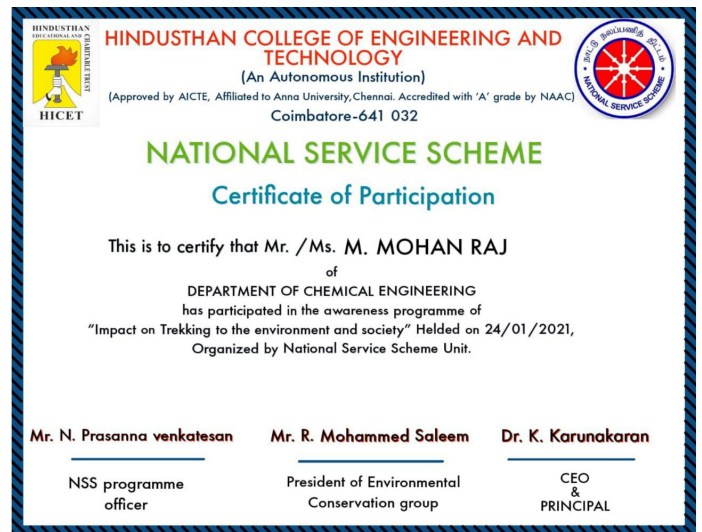 HINDUSTHAN
EDUCATIONAL AND
CHARITABLE TRUST
HICET
HINDUSTHAN COLLEGE OF ENGINEERING AND
TECHNOLOGY
(An Autonomous Institution)
(Approved by AICTE, Affiliated to Anna University,Chennai. Accredited with 'A' grade by NAAC)
Coimbatore-641 032
நாட்டு நலப்பணித் திட்டம்
NATIONAL SERVICE SCHEME
NATIONAL SERVICE SCHEME
Certificate of Participation
This is to certify that Mr. /Ms. M. MOHAN RAJ
of
DEPARTMENT OF CHEMICAL ENGINEERING
has participated in the awareness programme of
“Impact on Trekking to the environment and society” Helded on 24/01/2021,
Organized by National Service Scheme Unit.
Mr. N. Prasanna venkatesan
Mr. R. Mohammed Saleem
Dr. K. Karunakaran
NSS programme
officer
President of Environmental
Conservation group
CEO
&
PRINCIPAL